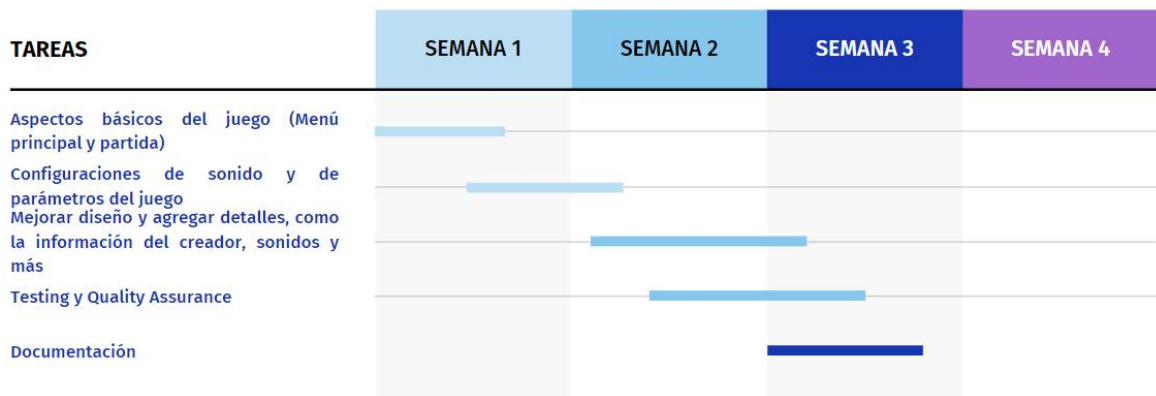 TAREAS
SEMANA 1
SEMANA 2
SEMANA 3
SEMANA 4
Aspectos básicos del juego (Menú
principal y partida)
Configuraciones de sonido y de
parámetros del juego
Mejorar diseño y agregar detalles, como
la información del creador, sonidos y
más
Testing y Quality Assurance
Documentación